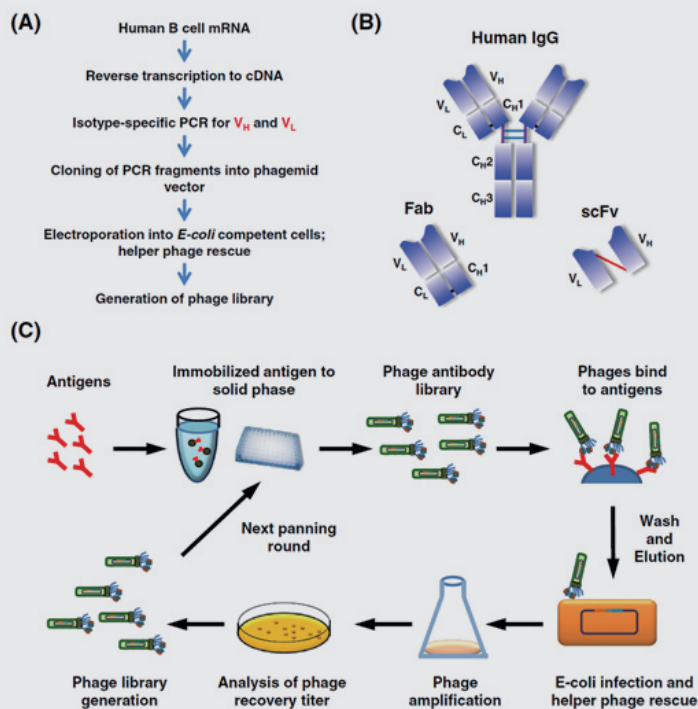 (A)
Human B cell mRNA
Reverse transcription to cDNA
Isotype-specific PCR for VH and VL
Cloning of PCR fragments into phagemid
vector
Electroporation into E-coli competent cells;
helper phage rescue
Generation of phage library
(B)
Human IgG
VH
VL
CH1
CL
CH2
CH3
Fab
VH
VL
CH1
CL
scFv
VH
VL
(C)
Antigens
Immobilized antigen to
solid phase
Phage antibody
library
Phages bind
to antigens
Wash
and
Elution
Next panning
round
Phage library
generation
Analysis of phage
recovery titer
Phage
amplification
E-coli infection and
helper phage rescue